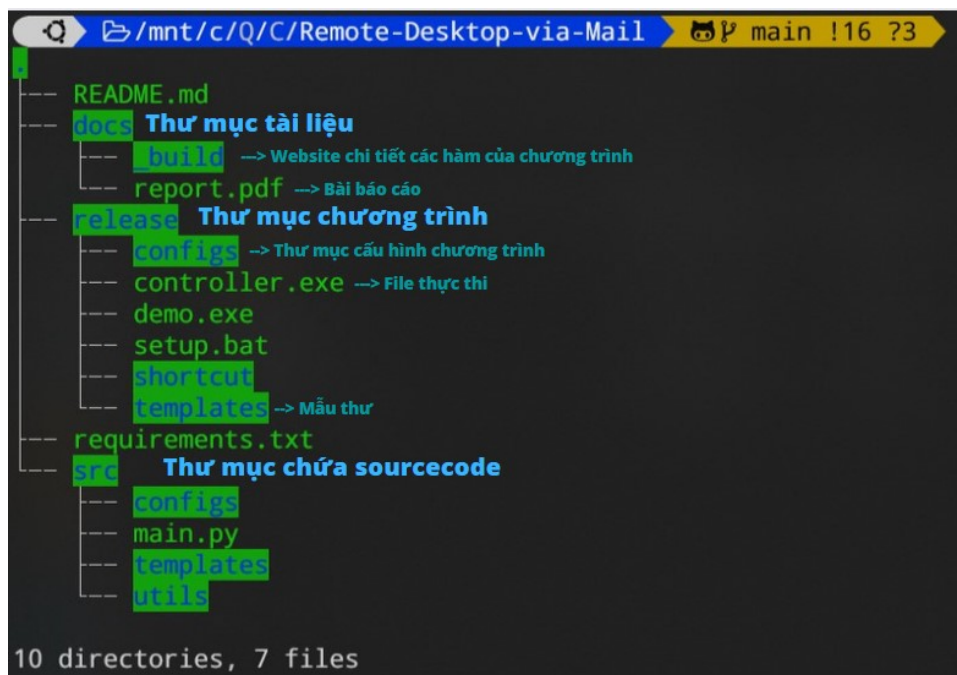 /mnt/c/Q/C/Remote-Desktop-via-Mail main !16 ?3
.
├── README.md
├── docs Thư mục tài liệu
│   ├── _build ---> Website chi tiết các hàm của chương trình
│   └── report.pdf ---> Bài báo cáo
├── release Thư mục chương trình
│   ├── configs --> Thư mục cấu hình chương trình
│   ├── controller.exe ---> File thực thi
│   ├── demo.exe
│   ├── setup.bat
│   ├── shortcut
│   └── templates --> Mẫu thư
├── requirements.txt
└── src Thư mục chứa sourcecode
    ├── configs
    ├── main.py
    ├── templates
    └── utils
10 directories, 7 files